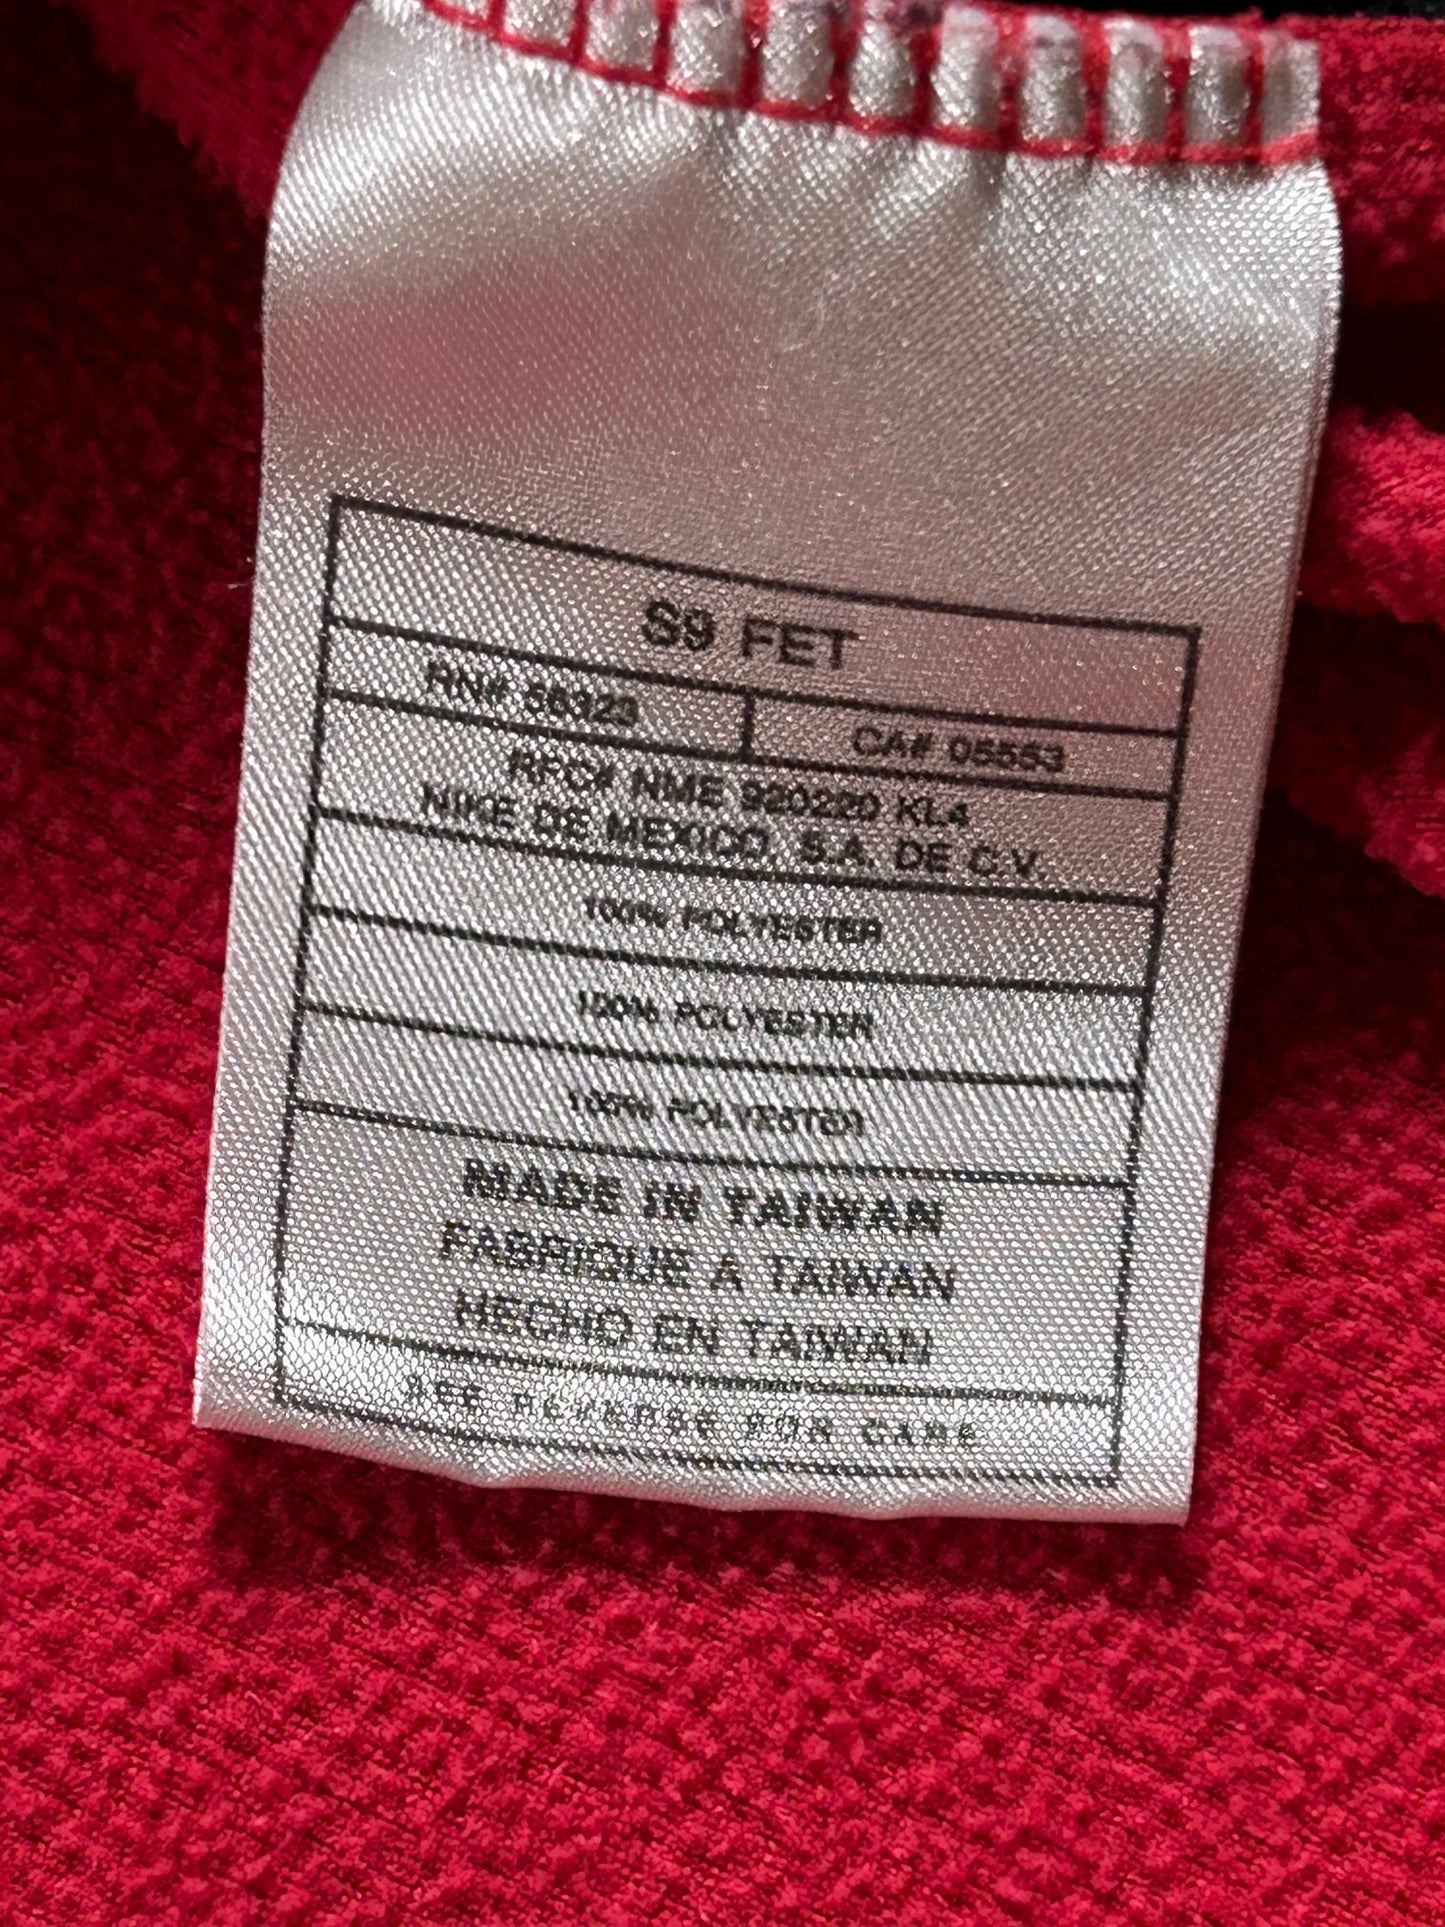 S9 FET
RN# 56323 CA# 05553
RFC# NME 920220 KL4
NIKE DE MEXICO, S.A. DE C.V.
100% POLYESTER
100% POLYESTER
100% POLYESTER
MADE IN TAIWAN
FABRIQUE A TAIWAN
HECHO EN TAIWAN
SEE REVERSE FOR CARE